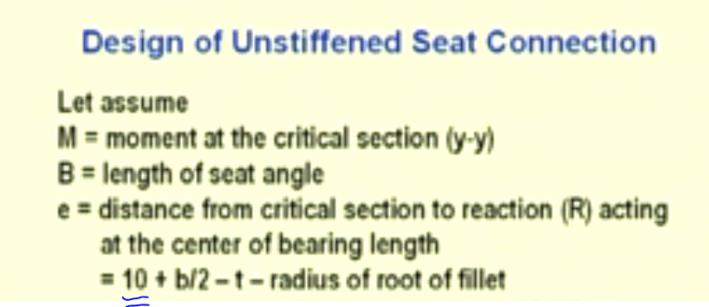 Design of Unstiffened Seat Connection
Let assume
M = moment at the critical section (y-y)
B = length of seat angle
e = distance from critical section to reaction (R) acting
at the center of bearing length
= 10 + b/2 – t – radius of root of fillet